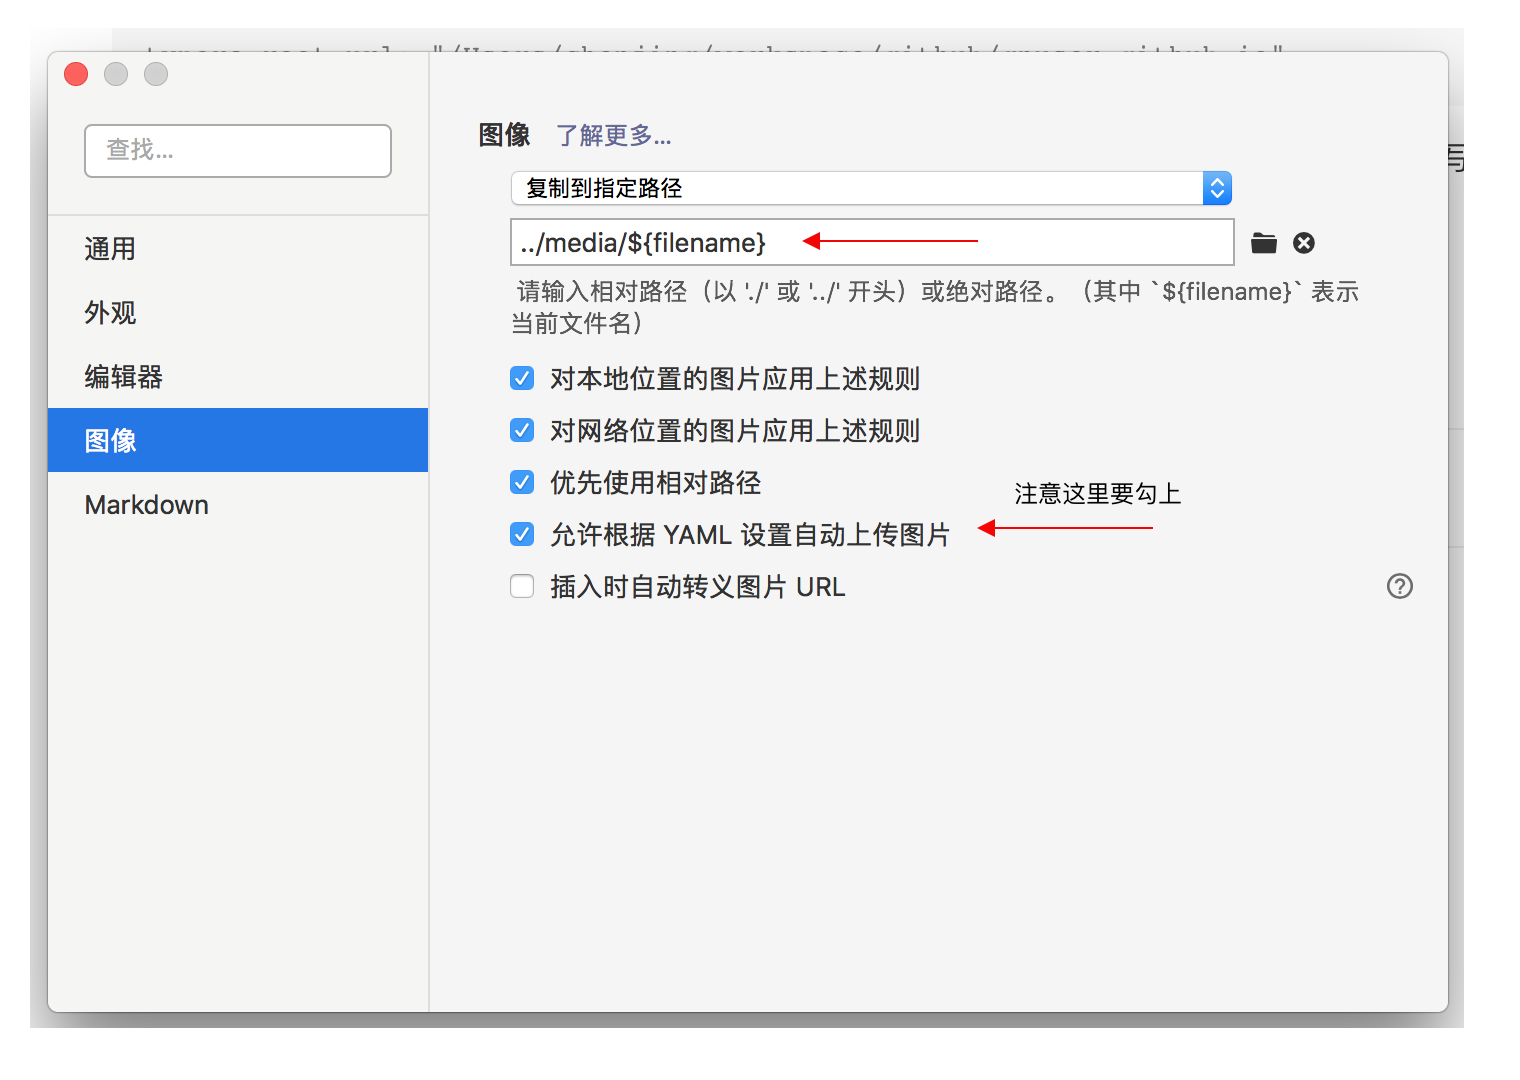 查找...
通用
外观
编辑器
图像
Markdown
图像 了解更多...
复制到指定路径
../media/${filename}
请输入相对路径（以 './' 或 '../' 开头）或绝对路径。（其中 `${filename}` 表示
当前文件名）
对本地位置的图片应用上述规则
对网络位置的图片应用上述规则
优先使用相对路径
注意这里要勾上
允许根据 YAML 设置自动上传图片
插入时自动转义图片 URL